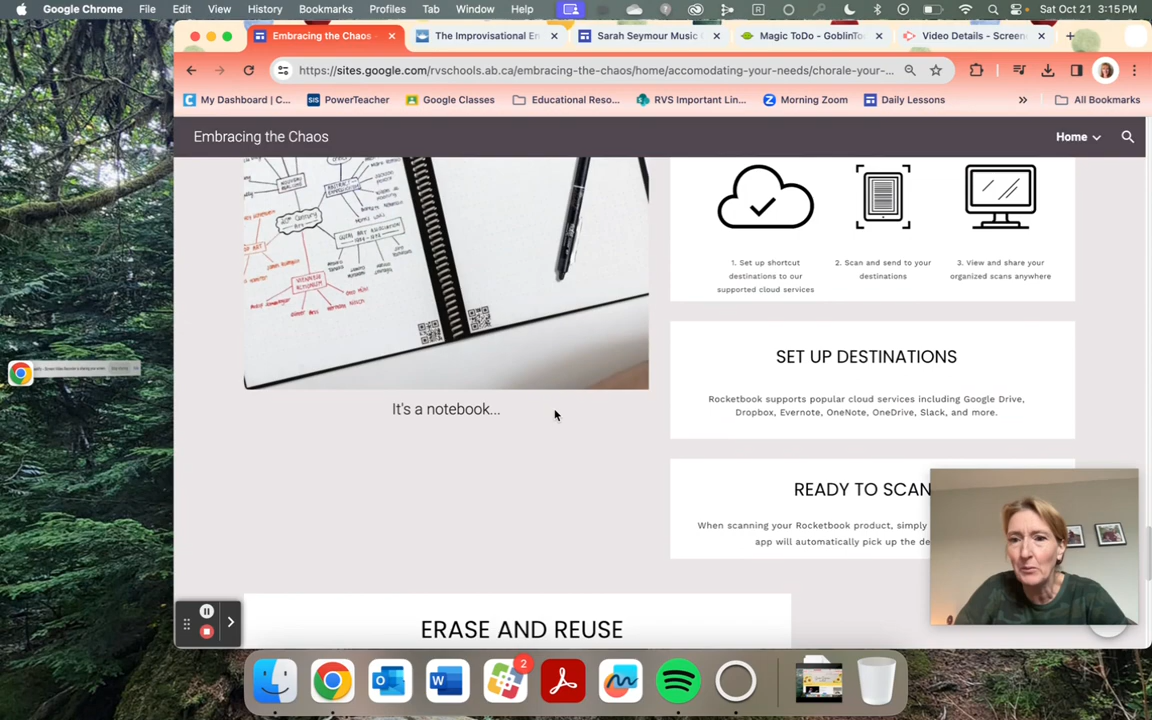 Google Chrome File Edit View History Bookmarks Profiles Tab Window Help Sat Oct 21 3:15 PM
Embracing the Chaos The Improvisational En Sarah Seymour Music Magic ToDo - GoblinToo Video Details - Screen
https://sites.google.com/rvschools.ab.ca/embracing-the-chaos/home/accomodating-your-needs/chorale-your-...
My Dashboard | C... PowerTeacher Google Classes Educational Reso... RVS Important Lin... Morning Zoom Daily Lessons » All Bookmarks
Embracing the Chaos Home
1. Set up shortcut
destinations to our
supported cloud services
2. Scan and send to your
destinations
3. View and share your
organized scans anywhere
SET UP DESTINATIONS
Rocketbook supports popular cloud services including Google Drive,
Dropbox, Evernote, OneNote, OneDrive, Slack, and more.
It's a notebook...
READY TO SCAN
When scanning your Rocketbook product, simply
app will automatically pick up the de
ERASE AND REUSE
2